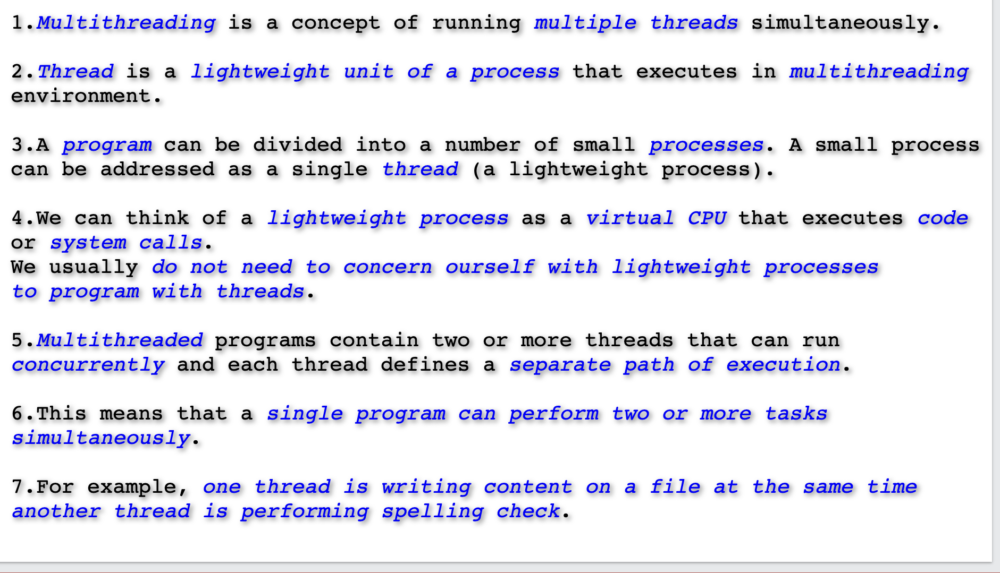 1.Multithreading is a concept of running multiple threads simultaneously.
2.Thread is a lightweight unit of a process that executes in multithreading
environment.
3.A program can be divided into a number of small processes. A small process
can be addressed as a single thread (a lightweight process).
4.We can think of a lightweight process as a virtual CPU that executes code
or system calls.
We usually do not need to concern ourself with lightweight processes
to program with threads.
5.Multithreaded programs contain two or more threads that can run
concurrently and each thread defines a separate path of execution.
6.This means that a single program can perform two or more tasks
simultaneously.
7.For example, one thread is writing content on a file at the same time
another thread is performing spelling check.